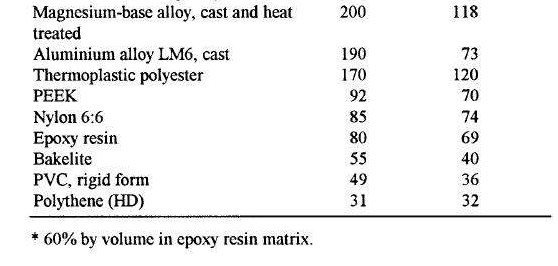 Magnesium-base alloy, cast and heat 200 118
treated
Aluminium alloy LM6, cast 190 73
Thermoplastic polyester 170 120
PEEK 92 70
Nylon 6:6 85 74
Epoxy resin 80 69
Bakelite 55 40
PVC, rigid form 49 36
Polythene (HD) 31 32
* 60% by volume in epoxy resin matrix.